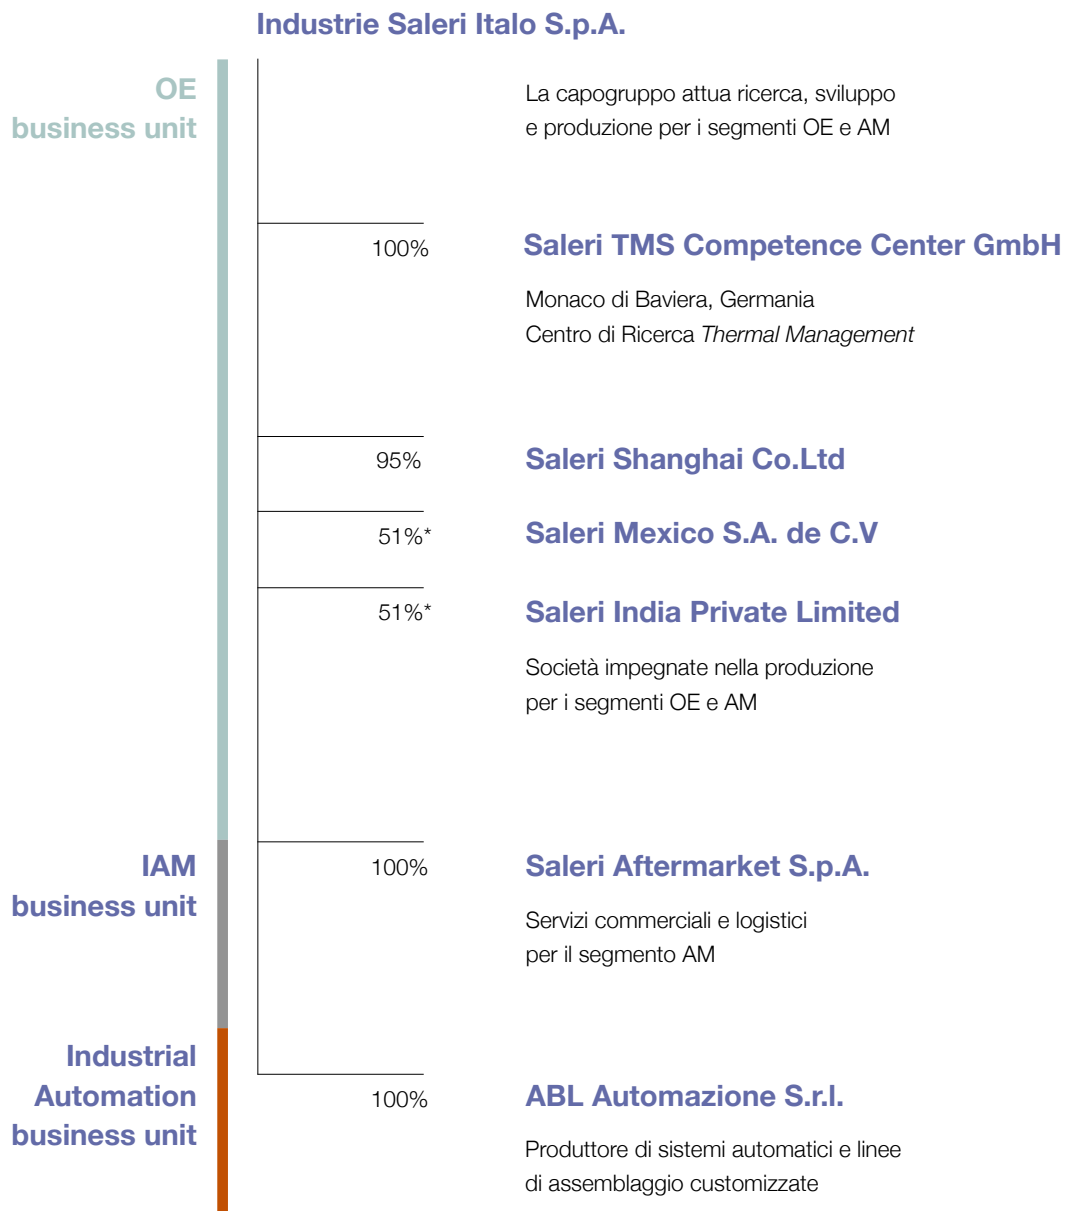 Industrie Saleri Italo S.p.A.
OE
business unit
La capogruppo attua ricerca, sviluppo
e produzione per i segmenti OE e AM
100%
Saleri TMS Competence Center GmbH
Monaco di Baviera, Germania
Centro di Ricerca Thermal Management
95%
Saleri Shanghai Co.Ltd
51%*
Saleri Mexico S.A. de C.V
51%*
Saleri India Private Limited
Società impegnate nella produzione
per i segmenti OE e AM
IAM
business unit
100%
Saleri Aftermarket S.p.A.
Servizi commerciali e logistici
per il segmento AM
Industrial
Automation
business unit
100%
ABL Automazione S.r.l.
Produttore di sistemi automatici e linee
di assemblaggio customizzate